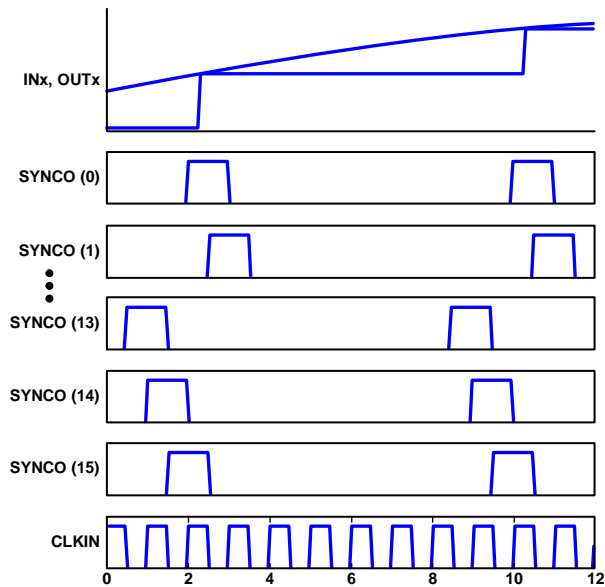 INx, OUTx
SYNCO (0)
SYNCO (1)
SYNCO (13)
SYNCO (14)
SYNCO (15)
CLKIN
0 2 4 6 8 10 12